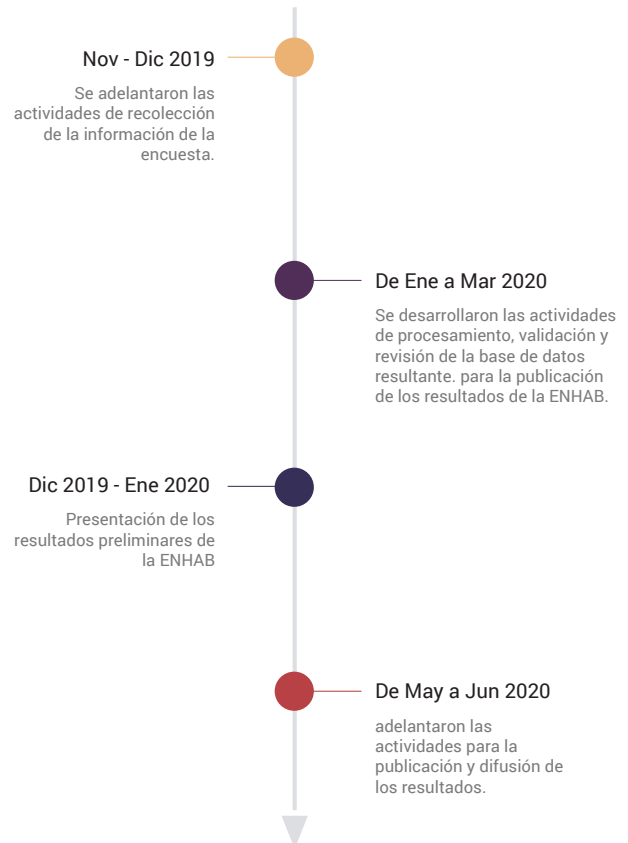 Nov - Dic 2019
Se adelantaron las
actividades de recolección
de la información de la
encuesta.
De Ene a Mar 2020
Se desarrollaron las actividades
de procesamiento, validación y
revisión de la base de datos
resultante. para la publicación
de los resultados de la ENHAB.
Dic 2019 - Ene 2020
Presentación de los
resultados preliminares de
la ENHAB
De May a Jun 2020
adelantaron las
actividades para la
publicación y difusión de
los resultados.